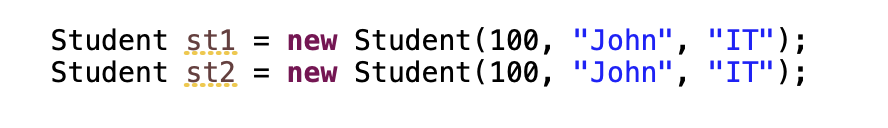 Student st1 = new Student(100, "John", "IT");
Student st2 = new Student(100, "John", "IT");